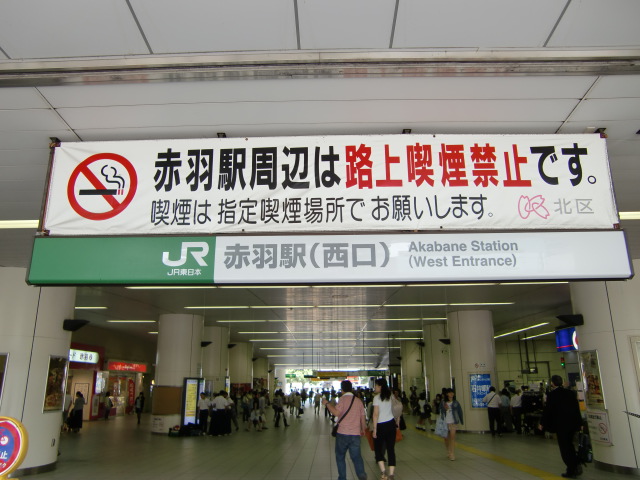 赤羽駅周辺は路上喫煙禁止です。
喫煙は指定喫煙場所でお願いします。
北区
JR
JR東日本
赤羽駅（西口）
Akabane Station
(West Entrance)